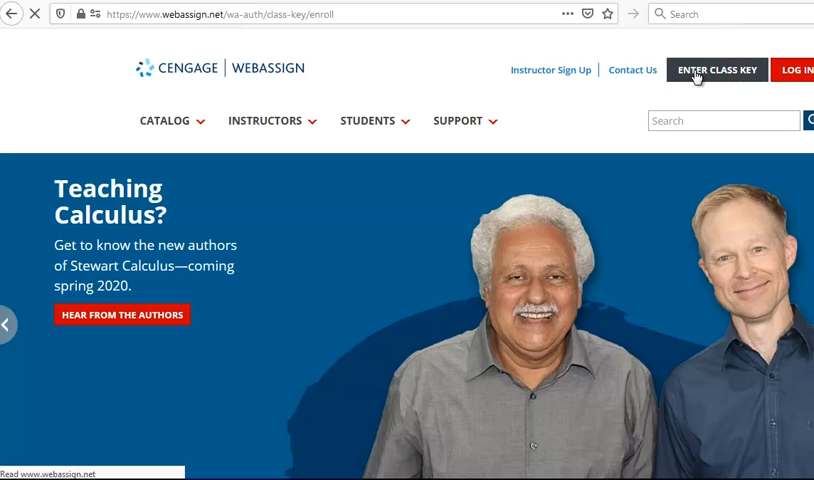 https://www.webassign.net/wa-auth/class-key/enroll
Search
CENGAGE | WEBASSIGN
Instructor Sign Up
Contact Us
ENTER CLASS KEY
LOG IN
CATALOG
INSTRUCTORS
STUDENTS
SUPPORT
Search
Teaching
Calculus?
Get to know the new authors
of Stewart Calculus—coming
spring 2020.
HEAR FROM THE AUTHORS
Read www.webassign.net